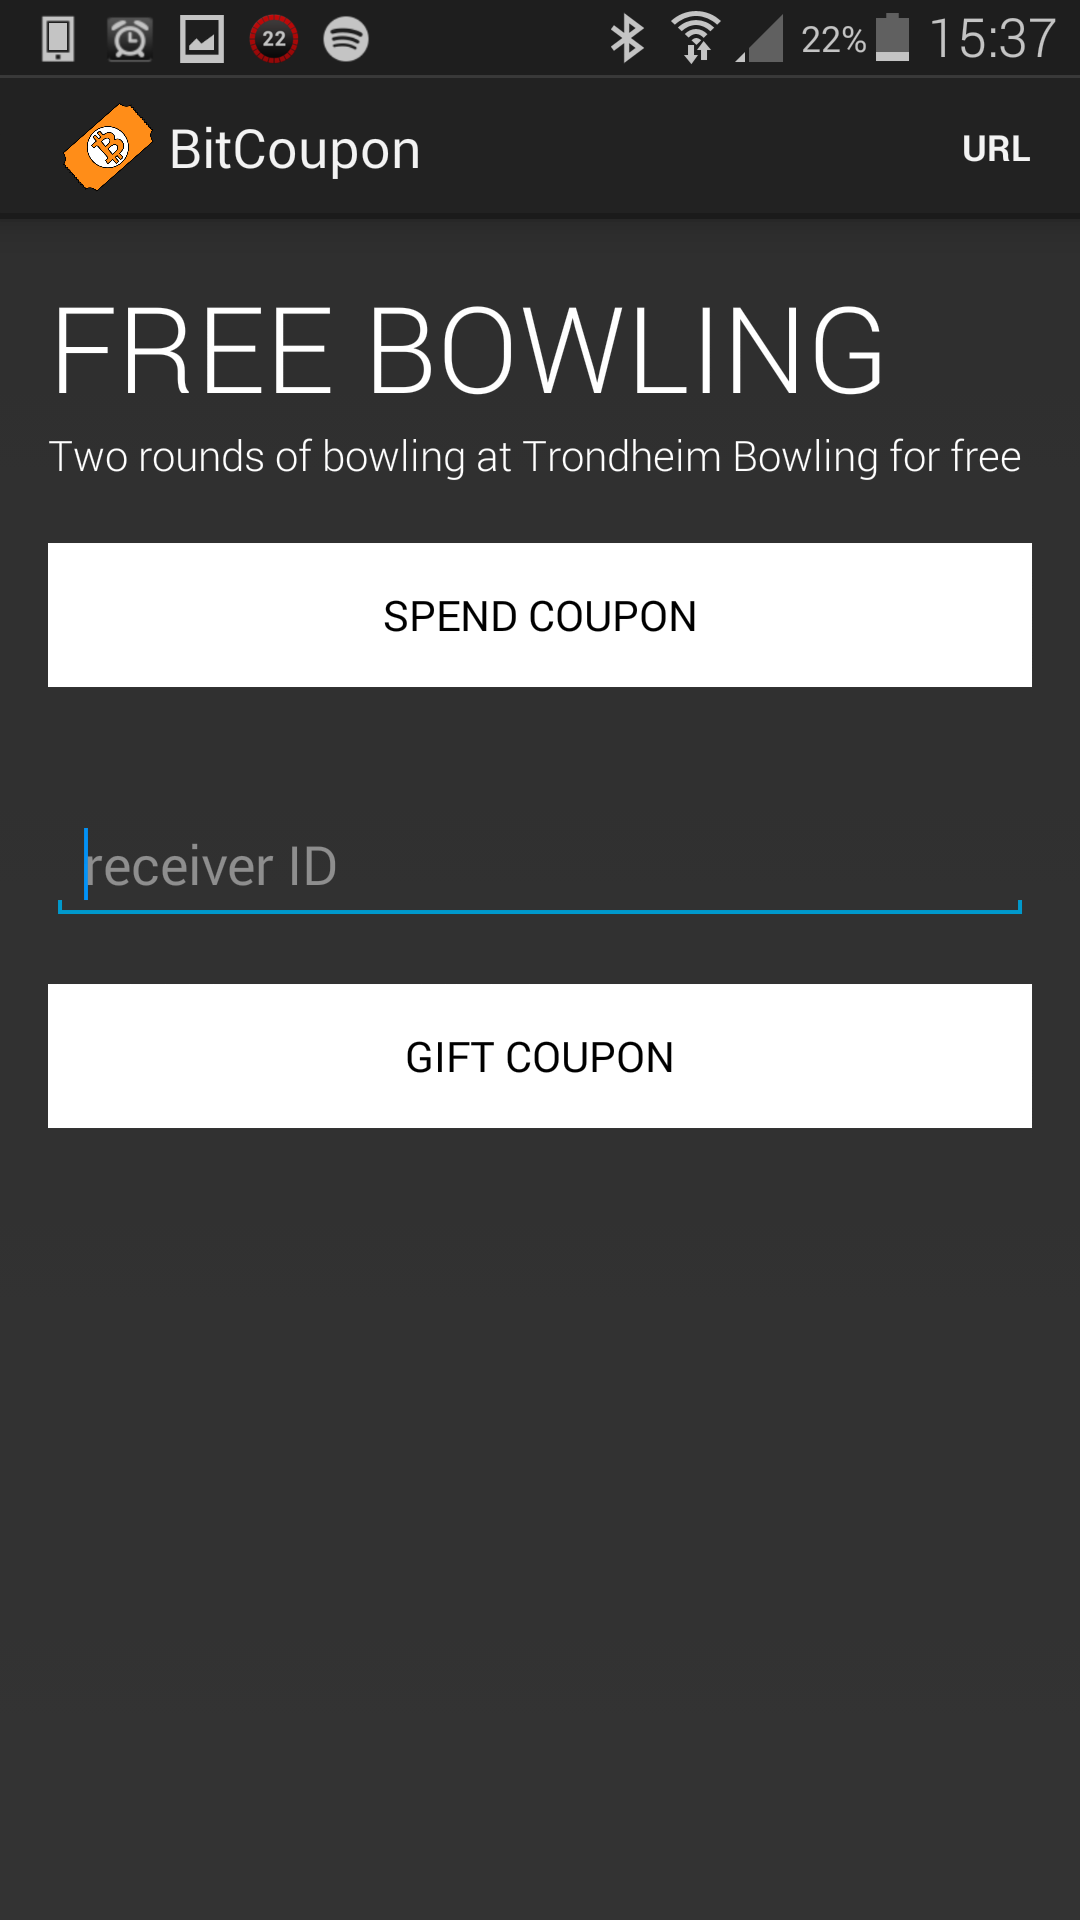 22 22% 15:37
BitCoupon URL
FREE BOWLING
Two rounds of bowling at Trondheim Bowling for free
SPEND COUPON
receiver ID
GIFT COUPON